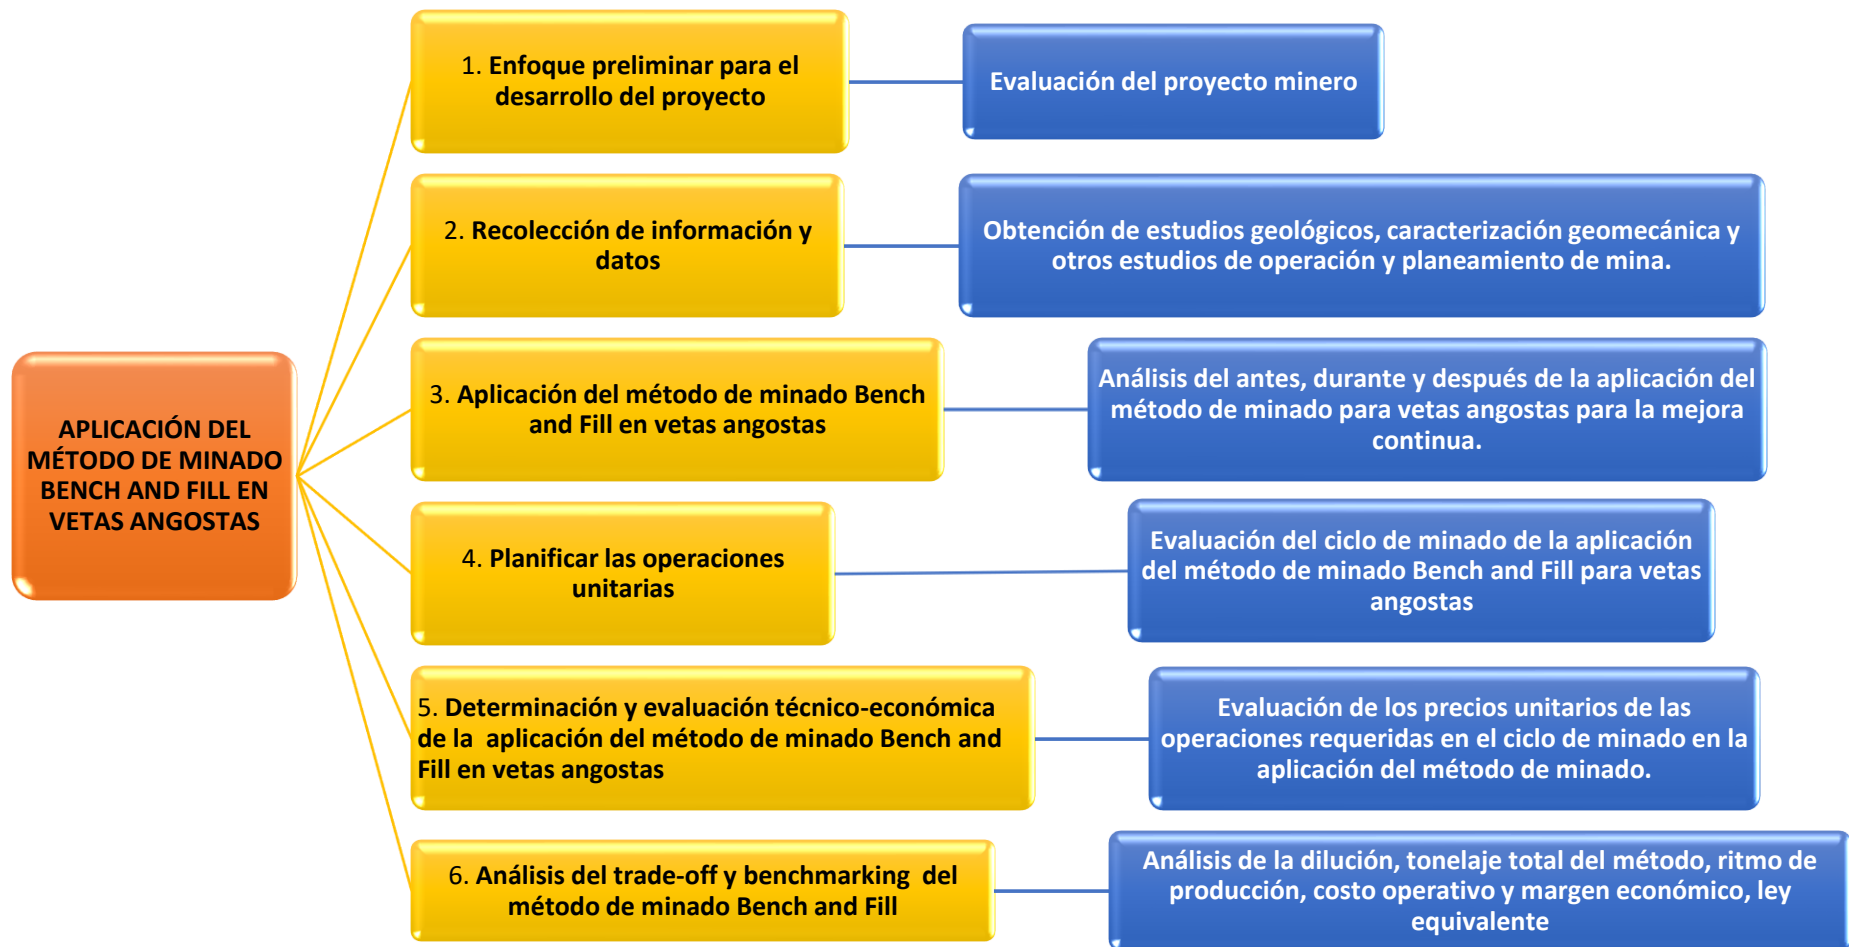 APLICACIÓN DEL
MÉTODO DE MINADO
BENCH AND FILL EN
VETAS ANGOSTAS
1. Enfoque preliminar para el
desarrollo del proyecto
Evaluación del proyecto minero
2. Recolección de información y
datos
Obtención de estudios geológicos, caracterización geomecánica y
otros estudios de operación y planeamiento de mina.
3. Aplicación del método de minado Bench
and Fill en vetas angostas
Análisis del antes, durante y después de la aplicación del
método de minado para vetas angostas para la mejora
continua.
4. Planificar las operaciones
unitarias
Evaluación del ciclo de minado de la aplicación
del método de minado Bench and Fill para vetas
angostas
5. Determinación y evaluación técnico-económica
de la aplicación del método de minado Bench and
Fill en vetas angostas
Evaluación de los precios unitarios de las
operaciones requeridas en el ciclo de minado en la
aplicación del método de minado.
6. Análisis del trade-off y benchmarking del
método de minado Bench and Fill
Análisis de la dilución, tonelaje total del método, ritmo de
producción, costo operativo y margen económico, ley
equivalente